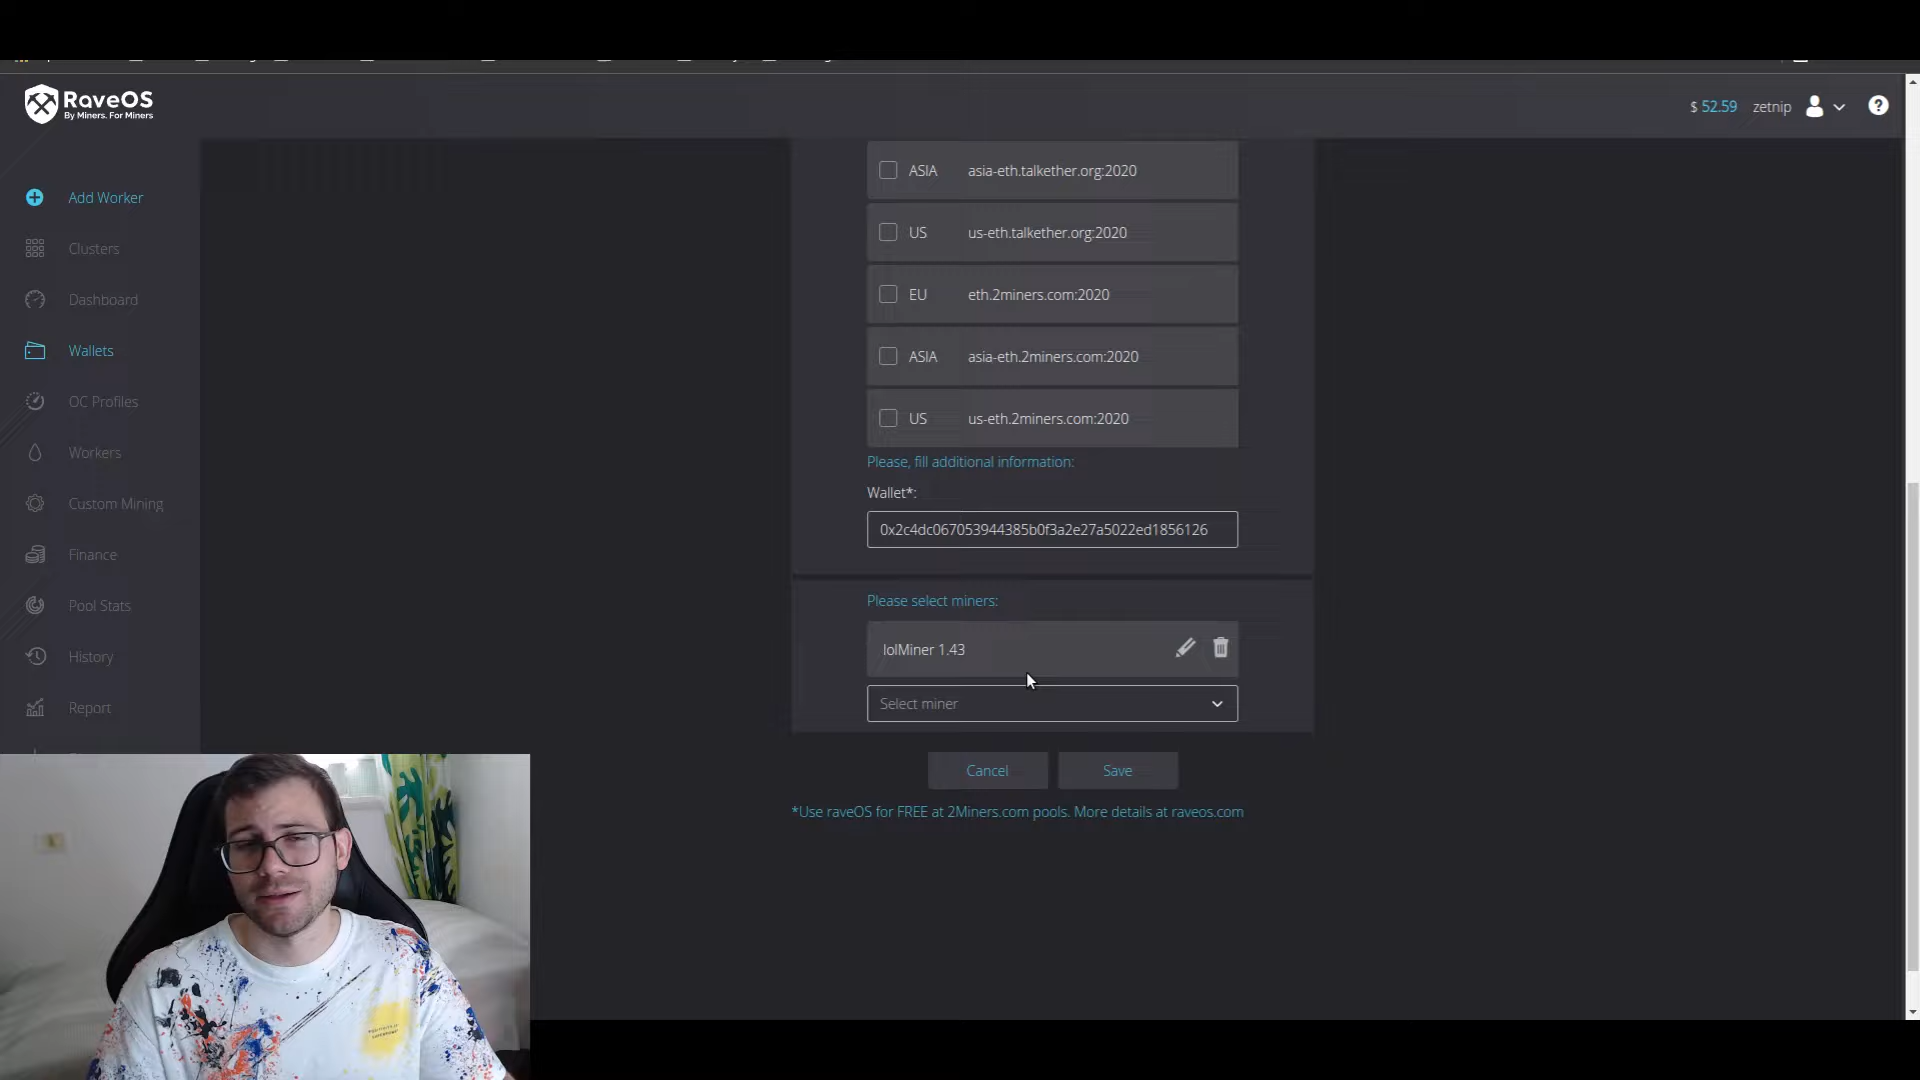 RaveOS
By Miners. For Miners
$ 52.59 zetnip
Add Worker
Clusters
Dashboard
Wallets
OC Profiles
Workers
Custom Mining
Finance
Pool Stats
History
Report
ASIA asia-eth.talkether.org:2020
US us-eth.talkether.org:2020
EU eth.2miners.com:2020
ASIA asia-eth.2miners.com:2020
US us-eth.2miners.com:2020
Please, fill additional information:
Wallet*:
0x2c4dc067053944385b0f3a2e27a5022ed1856126
Please select miners:
lolMiner 1.43
Select miner
Cancel Save
*Use raveOS for FREE at 2Miners.com pools. More details at raveos.com